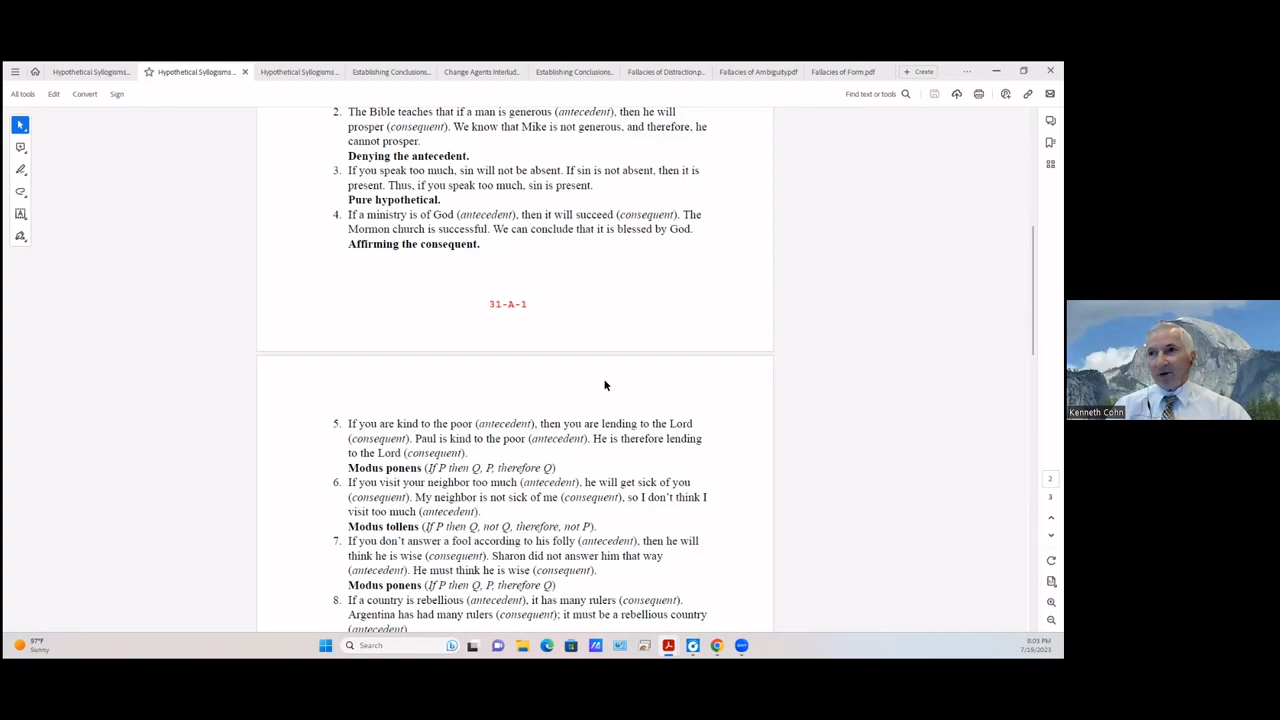 Hypothetical Syllogisms...
Hypothetical Syllogisms ...
Hypothetical Syllogisms ...
Establishing Conclusions...
Change Agents Interlud...
Establishing Conclusions...
Fallacies of Distraction.p...
Fallacies of Ambiguity.pdf
Fallacies of Form.pdf
+ Create
All tools Edit Convert Sign
Find text or tools
2. The Bible teaches that if a man is generous (antecedent), then he will
prosper (consequent). We know that Mike is not generous, and therefore, he
cannot prosper.
Denying the antecedent.
3. If you speak too much, sin will not be absent. If sin is not absent, then it is
present. Thus, if you speak too much, sin is present.
Pure hypothetical.
4. If a ministry is of God (antecedent), then it will succeed (consequent). The
Mormon church is successful. We can conclude that it is blessed by God.
Affirming the consequent.
31-A-1
5. If you are kind to the poor (antecedent), then you are lending to the Lord
(consequent). Paul is kind to the poor (antecedent). He is therefore lending
to the Lord (consequent).
Modus ponens (If P then Q, P, therefore Q)
6. If you visit your neighbor too much (antecedent), he will get sick of you
(consequent). My neighbor is not sick of me (consequent), so I don't think I
visit too much (antecedent).
Modus tollens (If P then Q, not Q, therefore, not P).
7. If you don't answer a fool according to his folly (antecedent), then he will
think he is wise (consequent). Sharon did not answer him that way
(antecedent). He must think he is wise (consequent).
Modus ponens (If P then Q, P, therefore Q)
8. If a country is rebellious (antecedent), it has many rulers (consequent).
Argentina has had many rulers (consequent); it must be a rebellious country
(antecedent)
2
3
Kenneth Cohn
97°F
Sunny
Search
8:03 PM
7/19/2023